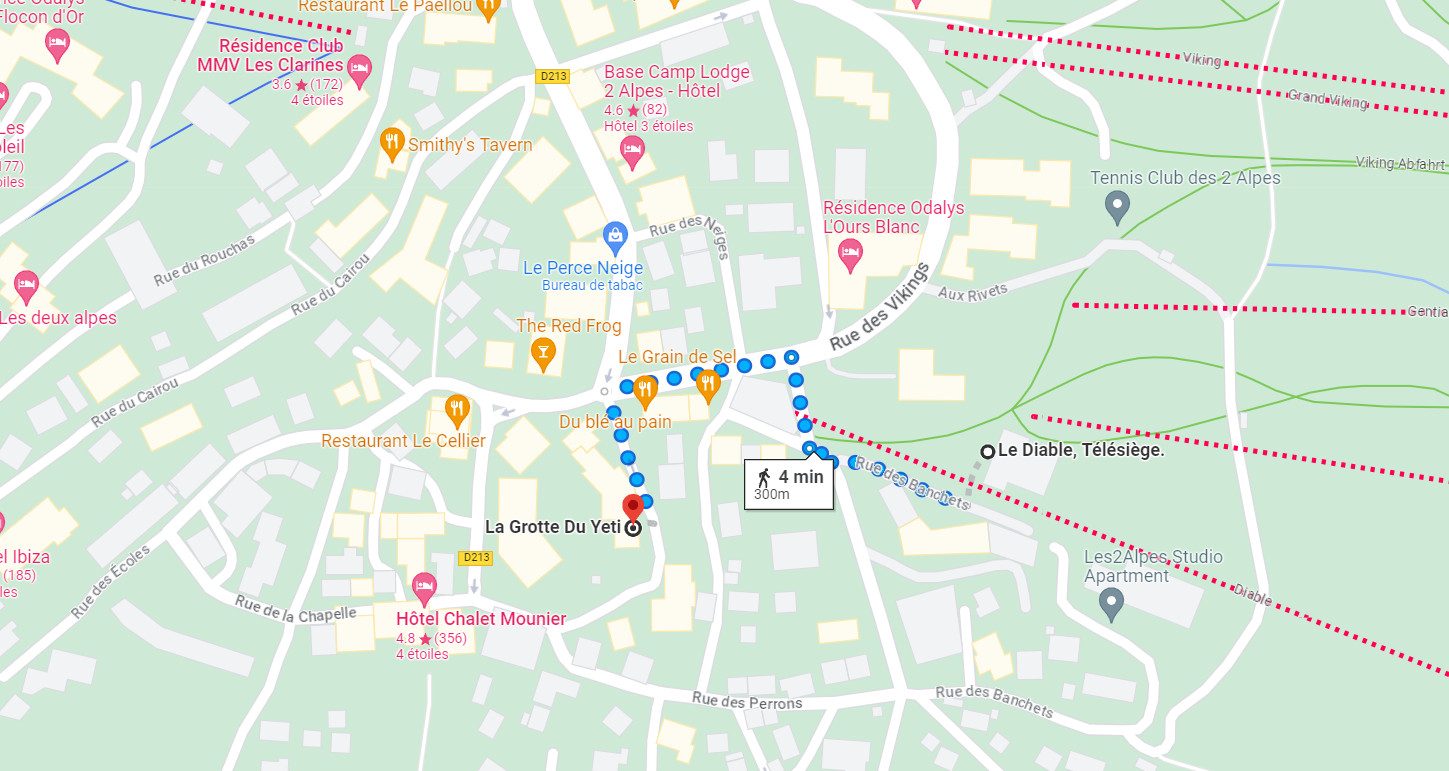 Restaurant Le Paellou
Flocon d'Or
Résidence Club
MMV Les Clarines
3.6 ★ (172)
4 étoiles
D213
Base Camp Lodge
2 Alpes - Hôtel
4.6 ★ (82)
Hôtel 3 étoiles
Viking
Grand Viking
Smithy's Tavern
Les
177)
Viking Abfahrt
Tennis Club des 2 Alpes
Résidence Odalys
L'Ours Blanc
Rue des Neiges
Rue du Rouchas
Le Perce Neige
Bureau de tabac
Rue du Cairou
Aux Rivets
Rue des Vikings
Les deux alpes
The Red Frog
Gentia
Le Grain de Sel
Rue du Cairou
Du blé au pain
Restaurant Le Cellier
Le Diable, Télésiège.
Rue des Banchets
4 min
300m
La Grotte Du Yeti
el Ibiza
(185)
les
D213
Les2Alpes Studio
Apartment
Rue des Écoles
Diable
Rue de la Chapelle
Hôtel Chalet Mounier
4.8 ★ (356)
4 étoiles
Rue des Perrons
Rue des Banchets